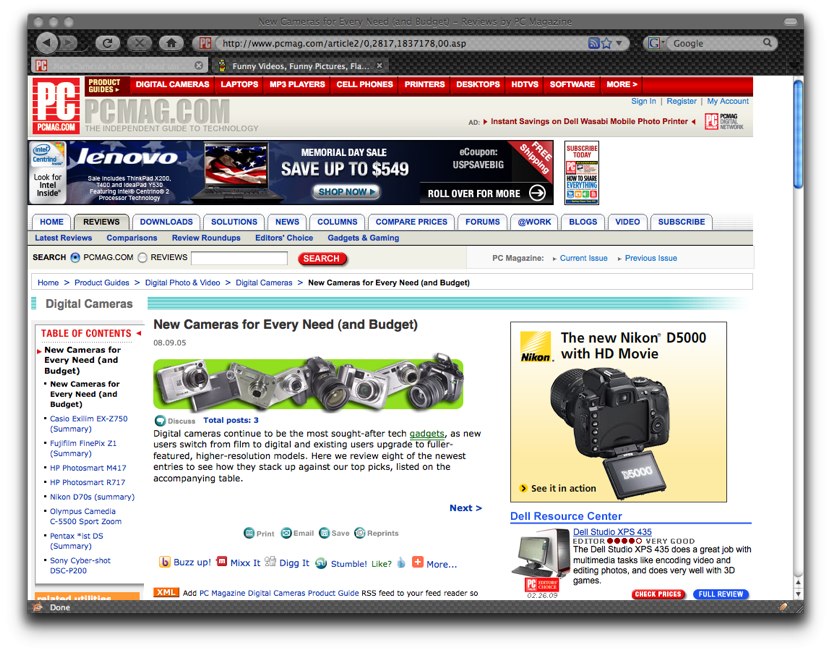 New Cameras for Every Need (and Budget) – Reviews by PC Magazine
http://www.pcmag.com/article2/0,2817,1837178,00.asp
Google
Funny Videos, Funny Pictures, Fla...
PC
PCMAG.COM
PRODUCT GUIDES
DIGITAL CAMERAS LAPTOPS MP3 PLAYERS CELL PHONES PRINTERS DESKTOPS HDTVS SOFTWARE MORE >
PCMAG.COM
THE INDEPENDENT GUIDE TO TECHNOLOGY
Sign In | Register | My Account
AD: Instant Savings on Dell Wasabi Mobile Photo Printer
PC PCMAG DIGITAL NETWORK
intel Centrino
Look for Intel Inside
lenovo
Sale includes ThinkPad X200,
T400 and IdeaPad Y530
Featuring Intel® Centrino® 2
Processor Technology
MEMORIAL DAY SALE
SAVE UP TO $549
SHOP NOW
eCoupon:
USPSAVEBIG
FREE Shipping
ROLL OVER FOR MORE
SUBSCRIBE TODAY
HOME REVIEWS DOWNLOADS SOLUTIONS NEWS COLUMNS COMPARE PRICES FORUMS @WORK BLOGS VIDEO SUBSCRIBE
Latest Reviews Comparisons Review Roundups Editors' Choice Gadgets & Gaming
SEARCH PCMAG.COM REVIEWS SEARCH
PC Magazine: Current Issue Previous Issue
Home > Product Guides > Digital Photo & Video > Digital Cameras > New Cameras for Every Need (and Budget)
Digital Cameras
TABLE OF CONTENTS
New Cameras for
Every Need (and
Budget)
• New Cameras for
Every Need (and
Budget)
• Casio Exilim EX-Z750
(Summary)
• Fujifilm FinePix Z1
(Summary)
• HP Photosmart M417
• HP Photosmart R717
• Nikon D70s (summary)
• Olympus Camedia
C-5500 Sport Zoom
• Pentax *ist DS
(Summary)
• Sony Cyber-shot
DSC-P200
related utilities
New Cameras for Every Need (and Budget)
08.09.05
Discuss Total posts: 3
Digital cameras continue to be the most sought-after tech gadgets, as new
users switch from film to digital and existing users upgrade to fuller-
featured, higher-resolution models. Here we review eight of the newest
entries to see how they stack up against our top picks, listed on the
accompanying table.
Next >
Print Email Save Reprints
Buzz up! Mixx It Digg It Stumble! Like? More...
XML Add PC Magazine Digital Cameras Product Guide RSS feed to your feed reader so
Nikon
The new Nikon® D5000
with HD Movie
D5000
See it in action
Dell Resource Center
Dell Studio XPS 435
EDITOR VERY GOOD
The Dell Studio XPS 435 does a great job with
multimedia tasks like encoding video and
editing photos, and does very well with 3D
games.
02.26.09
CHECK PRICES FULL REVIEW
Done